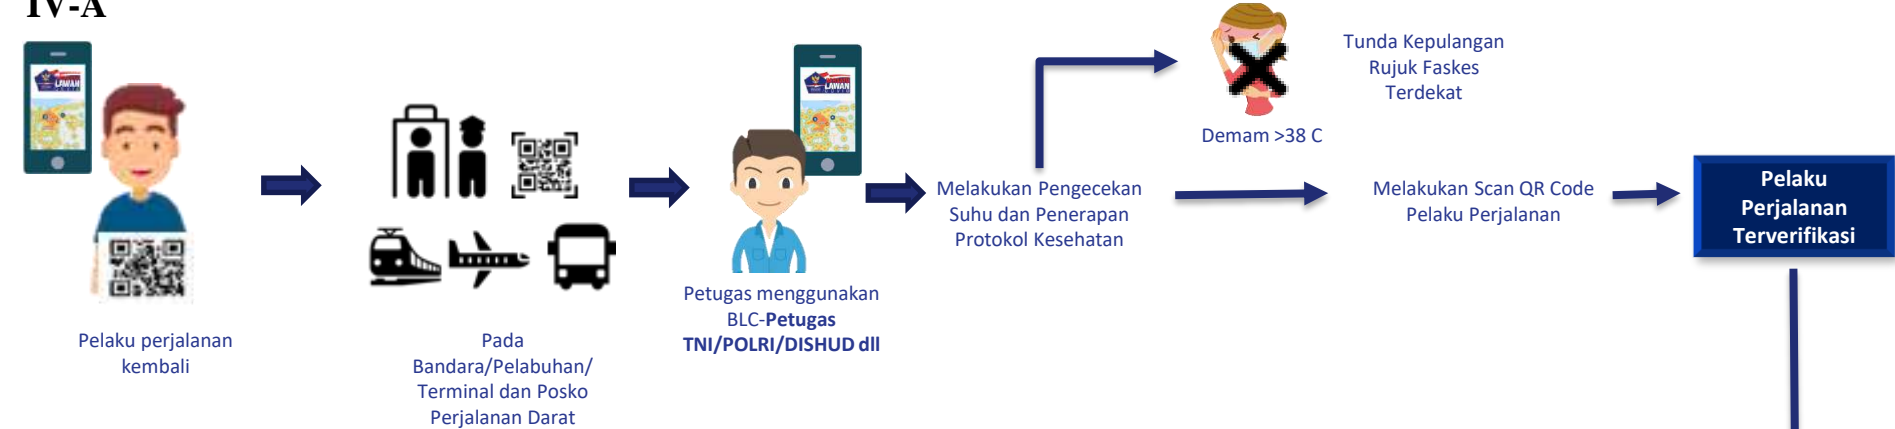 IV-A
LAWAN
LAWAN
Pelaku perjalanan
kembali
Pada
Bandara/Pelabuhan/
Terminal dan Posko
Perjalanan Darat
Petugas menggunakan
BLC-Petugas
TNI/POLRI/DISHUD dll
Melakukan Pengecekan
Suhu dan Penerapan
Protokol Kesehatan
Demam >38 C
Tunda Kepulangan
Rujuk Faskes
Terdekat
Melakukan Scan QR Code
Pelaku Perjalanan
Pelaku
Perjalanan
Terverifikasi